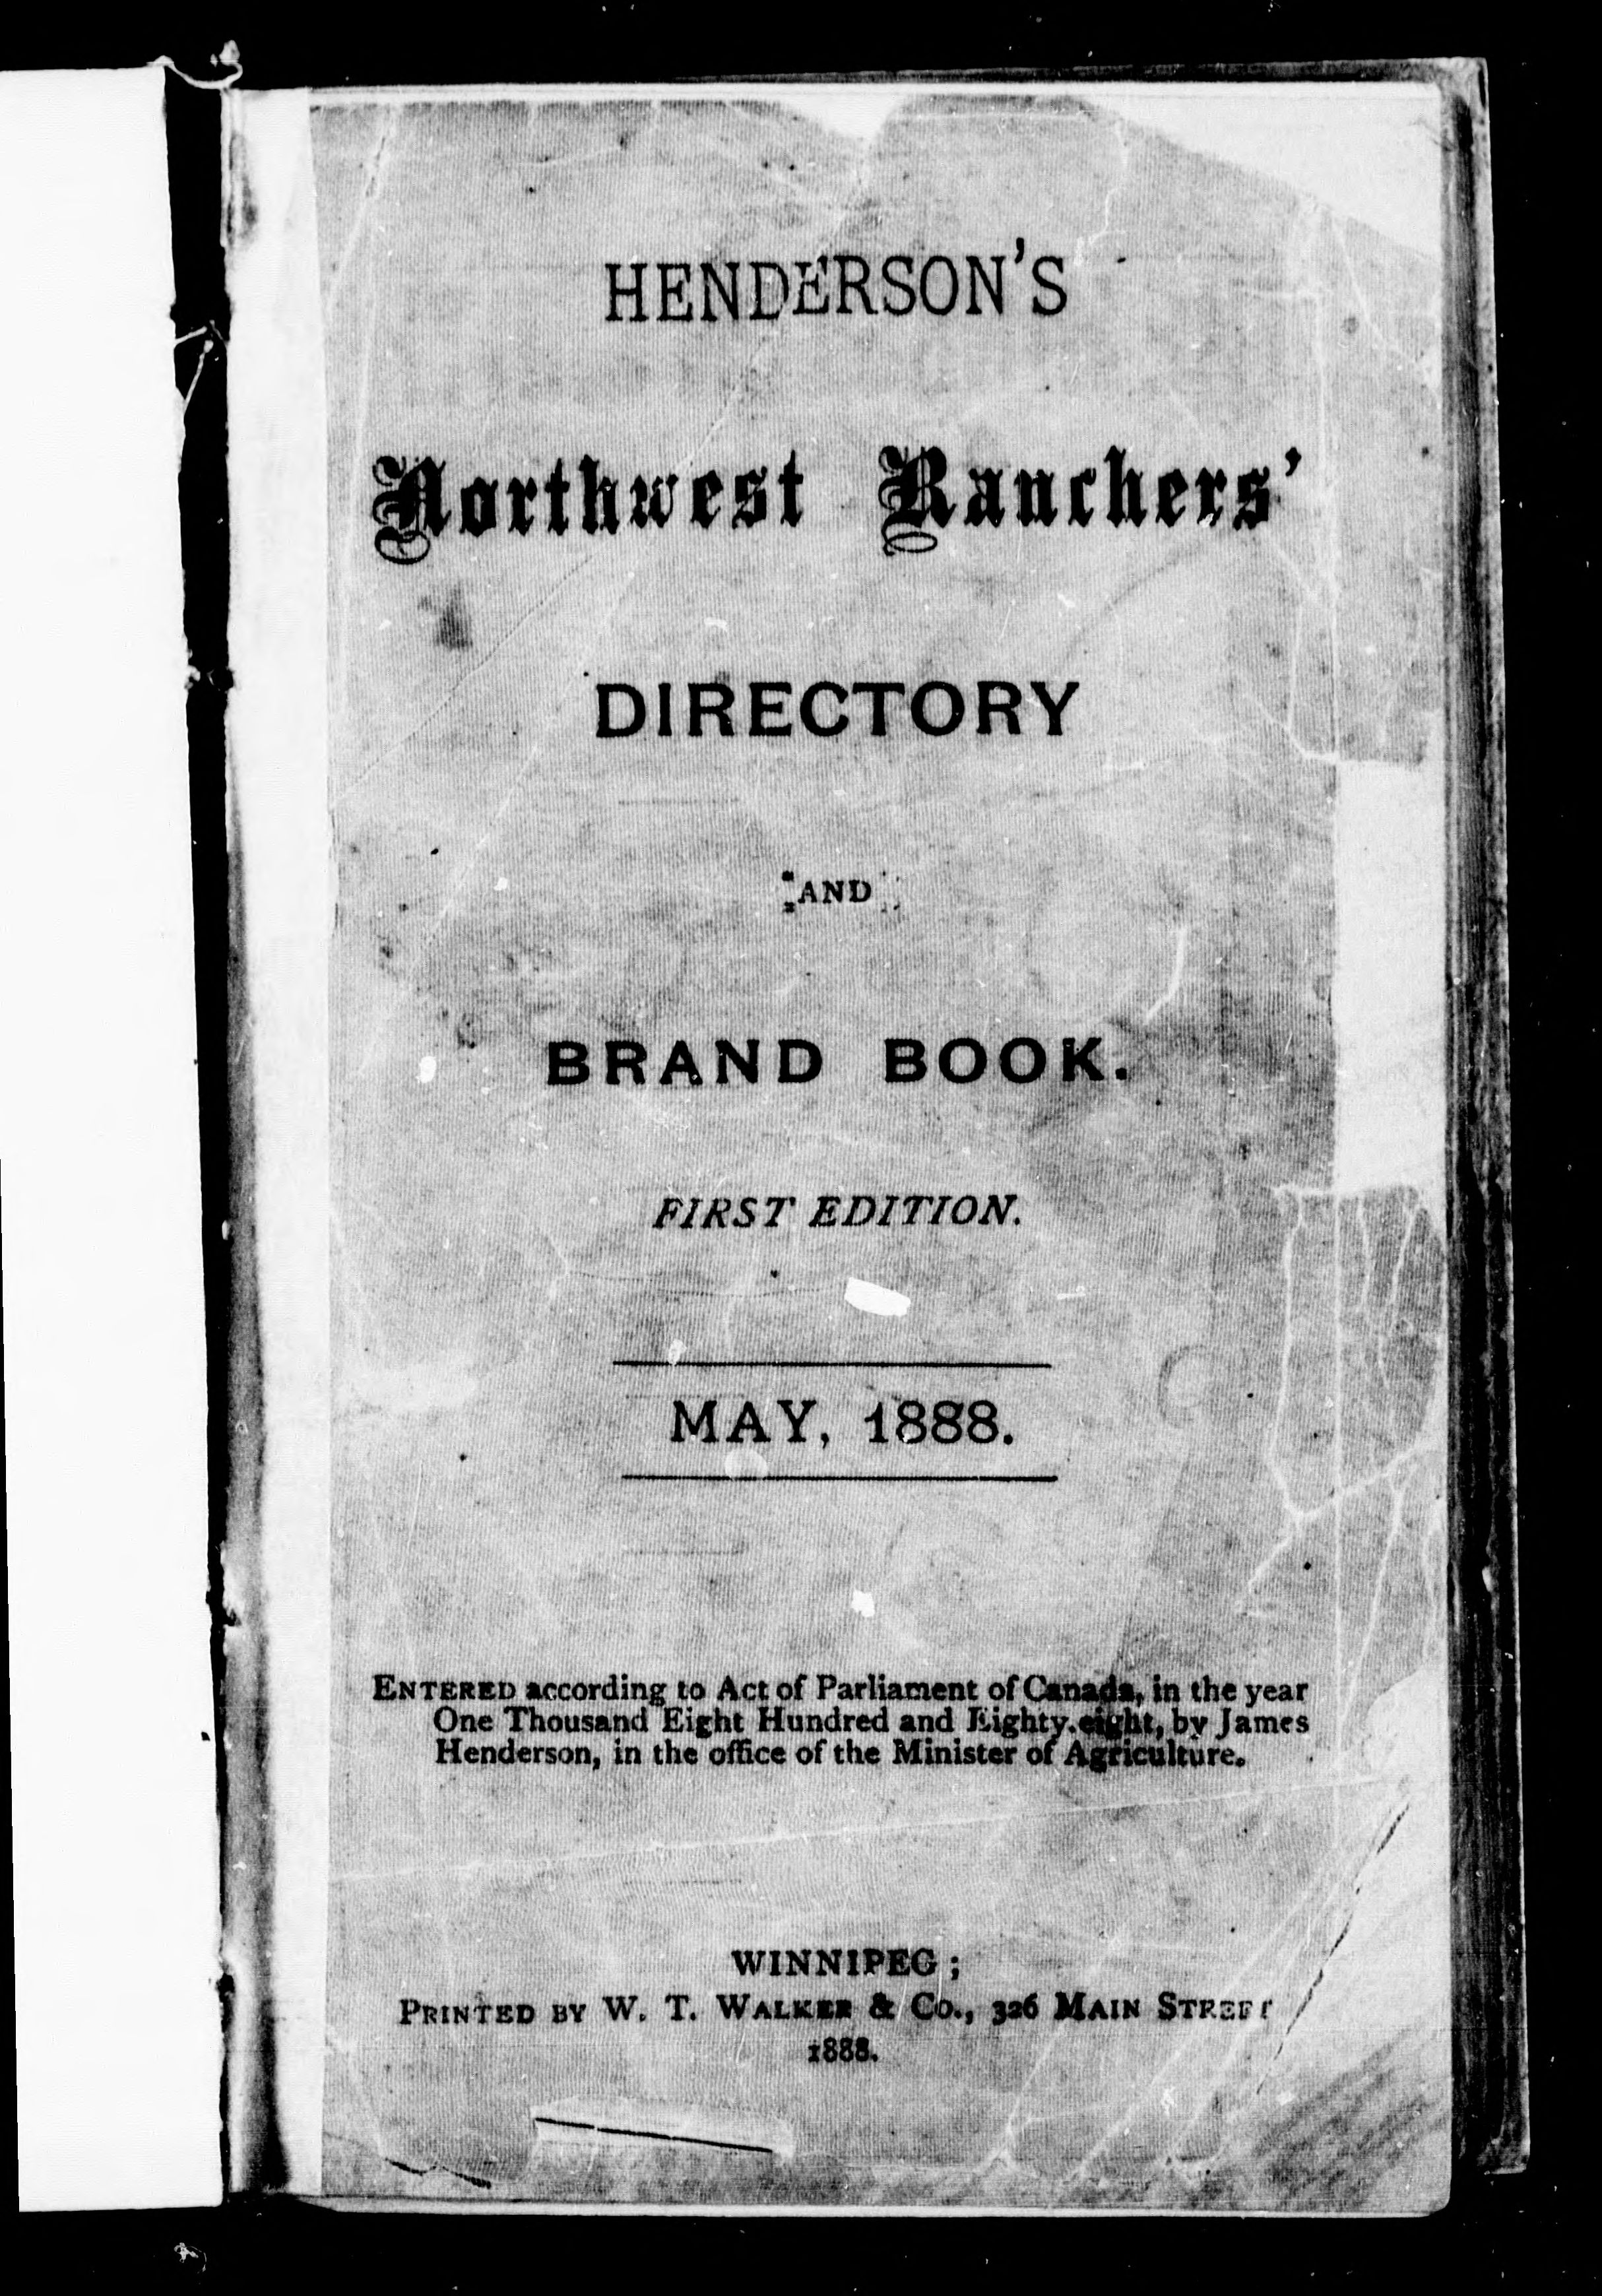 HENDERSON'S
Northwest Ranchers'
DIRECTORY
AND
BRAND BOOK.
FIRST EDITION.
MAY, 1888.
ENTERED according to Act of Parliament of Canada, in the year
One Thousand Eight Hundred and Eighty-eight, by James
Henderson, in the office of the Minister of Agriculture.
WINNIPEG;
PRINTED BY W. T. WALKER & CO., 326 MAIN STREET
1888.